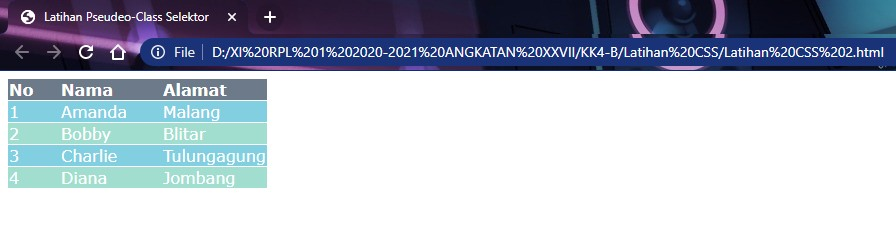 Latihan Pseudeo-Class Selektor
File D:/XI%20RPL%201%202020-2021%20ANGKATAN%20XXVII/KK4-B/Latihan%20CSS/Latihan%20CSS%202.html
No Nama Alamat
1 Amanda Malang
2 Bobby Blitar
3 Charlie Tulungagung
4 Diana Jombang